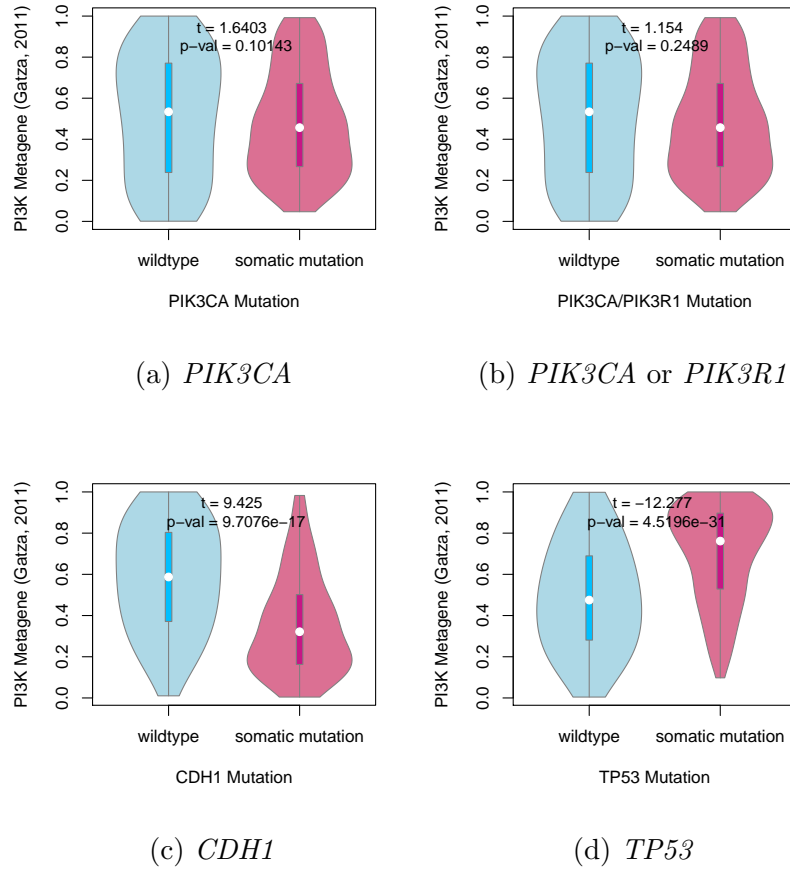 PI3K Metagene (Gatza, 2011)
0.0 0.2 0.4 0.6 0.8 1.0
t = 1.6403
p−val = 0.10143
wildtype somatic mutation
PIK3CA Mutation
(a) PIK3CA
PI3K Metagene (Gatza, 2011)
0.0 0.2 0.4 0.6 0.8 1.0
t = 1.154
p−val = 0.2489
wildtype somatic mutation
PIK3CA/PIK3R1 Mutation
(b) PIK3CA or PIK3R1
PI3K Metagene (Gatza, 2011)
0.0 0.2 0.4 0.6 0.8 1.0
t = 9.425
p−val = 9.7076e−17
wildtype somatic mutation
CDH1 Mutation
(c) CDH1
PI3K Metagene (Gatza, 2011)
0.0 0.2 0.4 0.6 0.8 1.0
t = −12.277
p−val = 4.5196e−31
wildtype somatic mutation
TP53 Mutation
(d) TP53